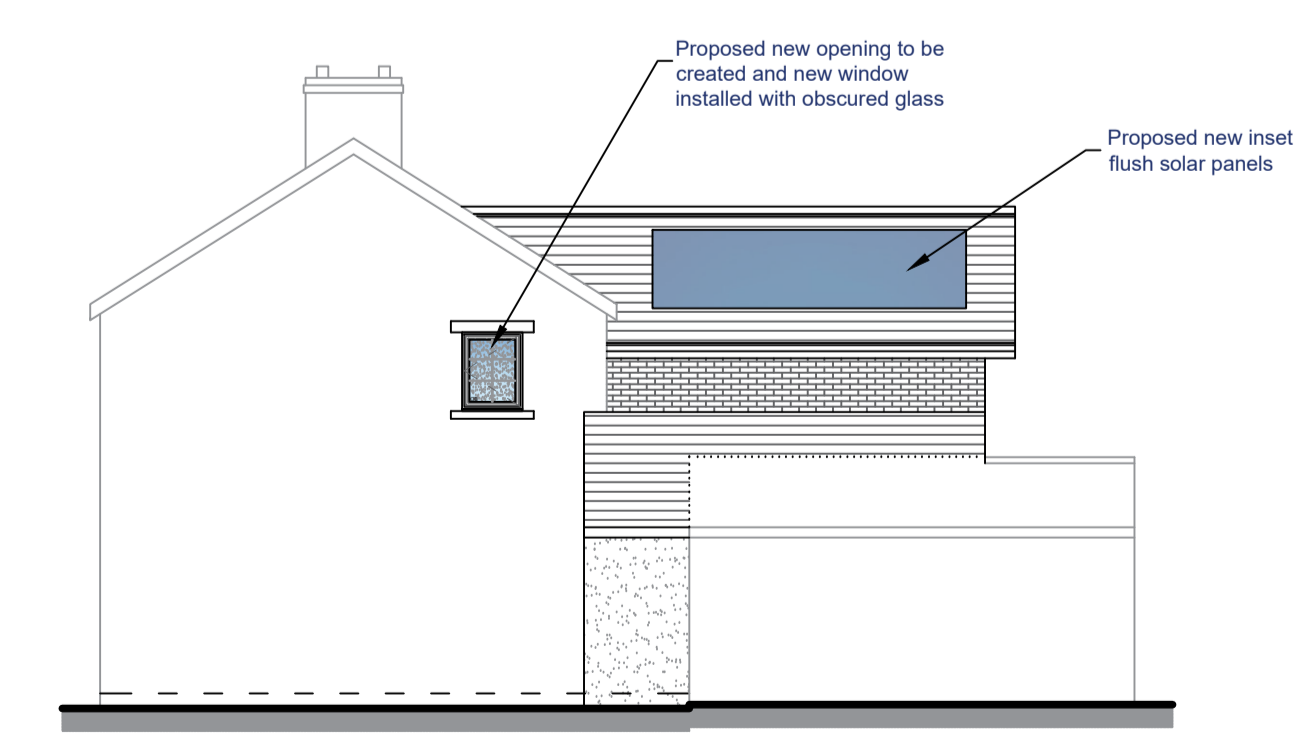 Proposed new opening to be
created and new window
installed with obscured glass
Proposed new inset
flush solar panels